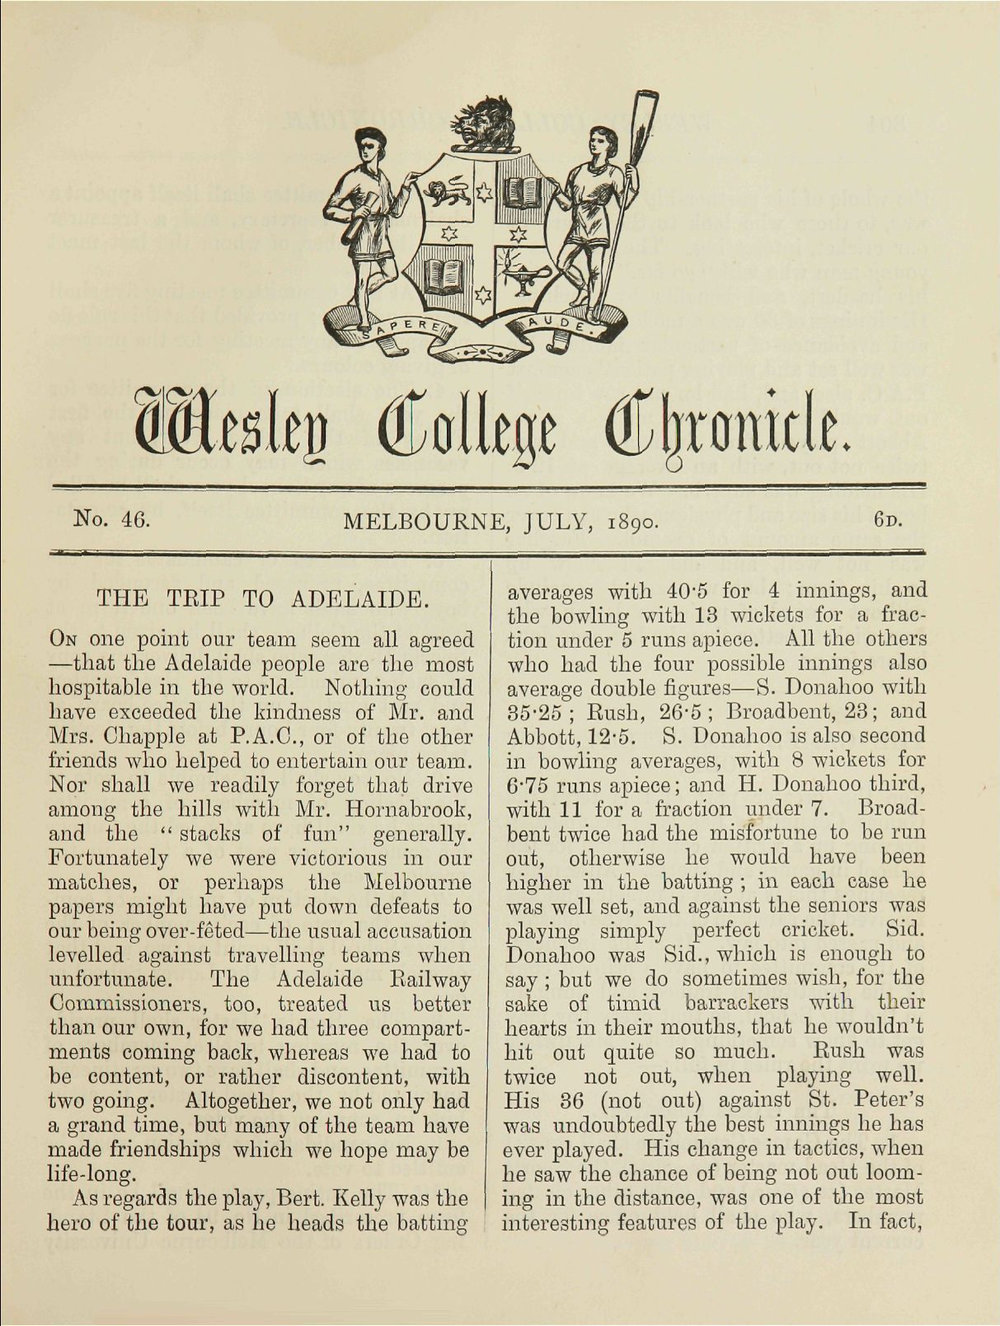 SAPERE AUDE.
Wesley College Chronicle.
No. 46. MELBOURNE, JULY, 1890. 6D.
THE TRIP TO ADELAIDE.
ON one point our team seem all agreed
—that the Adelaide people are the most
hospitable in the world. Nothing could
have exceeded the kindness of Mr. and
Mrs. Chapple at P.A.C., or of the other
friends who helped to entertain our team.
Nor shall we readily forget that drive
among the hills with Mr. Hornabrook,
and the “stacks of fun” generally.
Fortunately we were victorious in our
matches, or perhaps the Melbourne
papers might have put down defeats to
our being over-fêted—the usual accusation
levelled against travelling teams when
unfortunate. The Adelaide Railway
Commissioners, too, treated us better
than our own, for we had three compart-
ments coming back, whereas we had to
be content, or rather discontent, with
two going. Altogether, we not only had
a grand time, but many of the team have
made friendships which we hope may be
life-long.
As regards the play, Bert. Kelly was the
hero of the tour, as he heads the batting
averages with 40·5 for 4 innings, and
the bowling with 13 wickets for a frac-
tion under 5 runs apiece. All the others
who had the four possible innings also
average double figures—S. Donahoo with
35·25; Rush, 26·5; Broadbent, 23; and
Abbott, 12·5. S. Donahoo is also second
in bowling averages, with 8 wickets for
6·75 runs apiece; and H. Donahoo third,
with 11 for a fraction under 7. Broad-
bent twice had the misfortune to be run
out, otherwise he would have been
higher in the batting; in each case he
was well set, and against the seniors was
playing simply perfect cricket. Sid.
Donahoo was Sid., which is enough to
say; but we do sometimes wish, for the
sake of timid barrackers with their
hearts in their mouths, that he wouldn't
hit out quite so much. Rush was
twice not out, when playing well.
His 36 (not out) against St. Peter's
was undoubtedly the best innings he has
ever played. His change in tactics, when
he saw the chance of being not out loom-
ing in the distance, was one of the most
interesting features of the play. In fact,